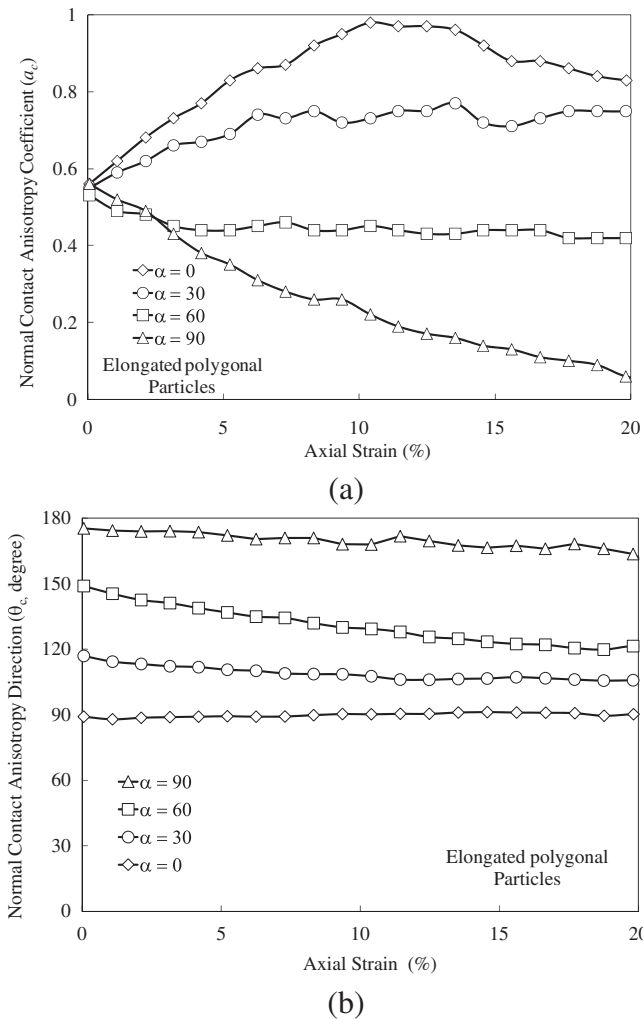 Normal Contact Anisotropy Coefficient (a_c)
1
0.8
0.6
0.4
0.2
0
α = 0
α = 30
α = 60
α = 90
Elongated polygonal
Particles
0 5 10 15 20
Axial Strain (%)
(a)
Normal Contact Anisotropy Direction (θ_c, degree)
180
150
120
90
60
30
0
α = 90
α = 60
α = 30
α = 0
Elongated polygonal
Particles
0 5 10 15 20
Axial Strain (%)
(b)